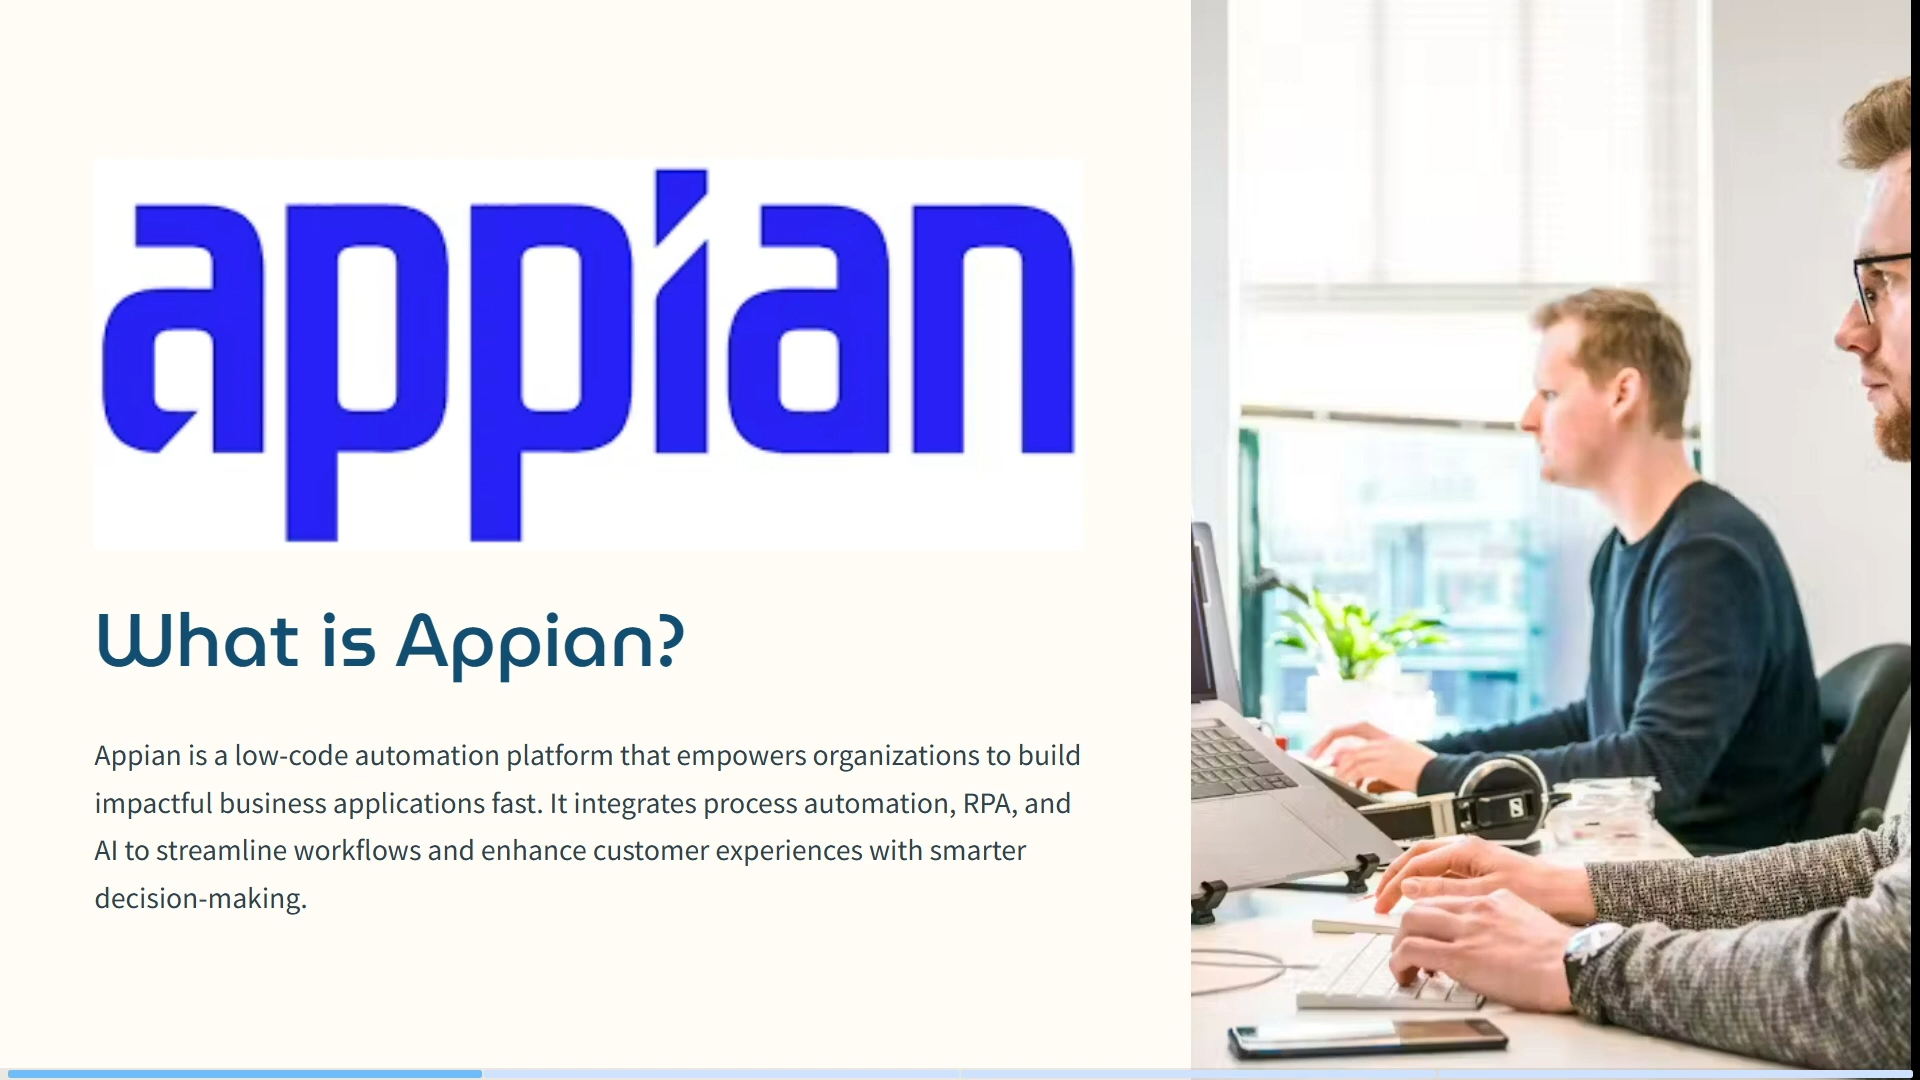 appian
What is Appian?
Appian is a low-code automation platform that empowers organizations to build
impactful business applications fast. It integrates process automation, RPA, and
AI to streamline workflows and enhance customer experiences with smarter
decision-making.